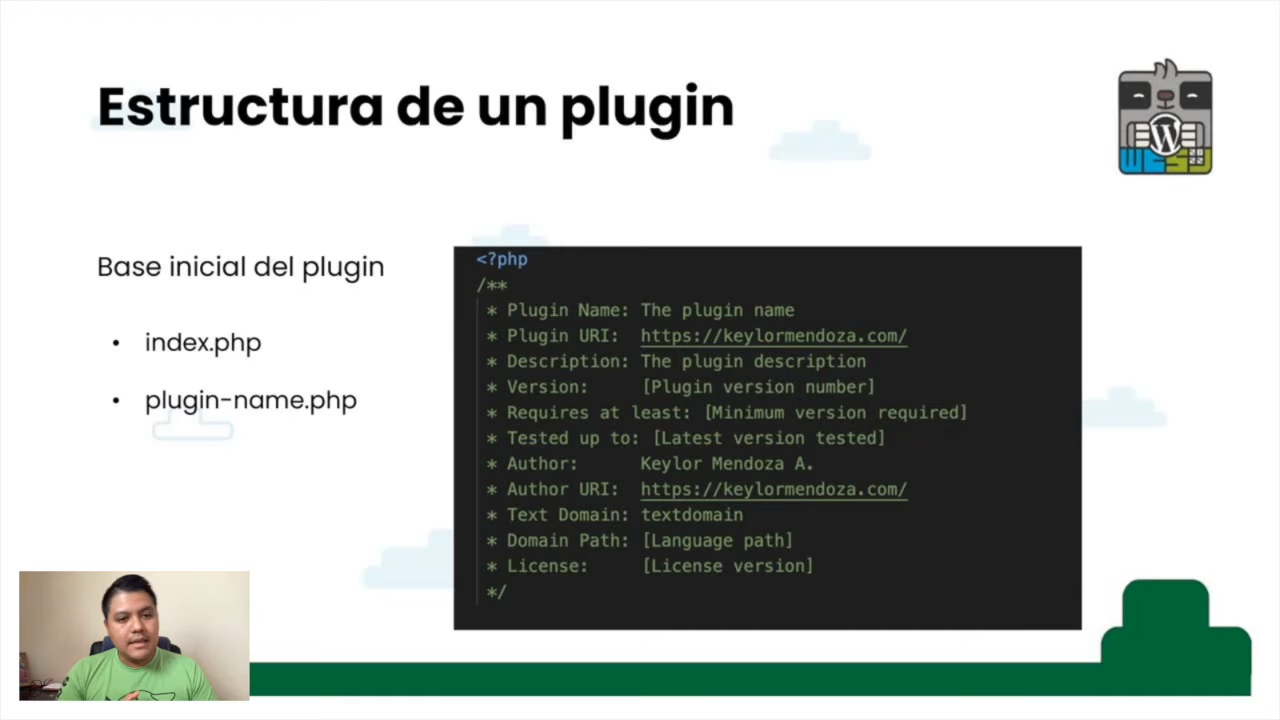 Estructura de un plugin
W
WCSJ
Base inicial del plugin
• index.php
• plugin-name.php
<?php
/**
* Plugin Name: The plugin name
* Plugin URI: https://keylormendoza.com/
* Description: The plugin description
* Version: [Plugin version number]
* Requires at least: [Minimum version required]
* Tested up to: [Latest version tested]
* Author: Keylor Mendoza A.
* Author URI: https://keylormendoza.com/
* Text Domain: textdomain
* Domain Path: [Language path]
* License: [License version]
*/